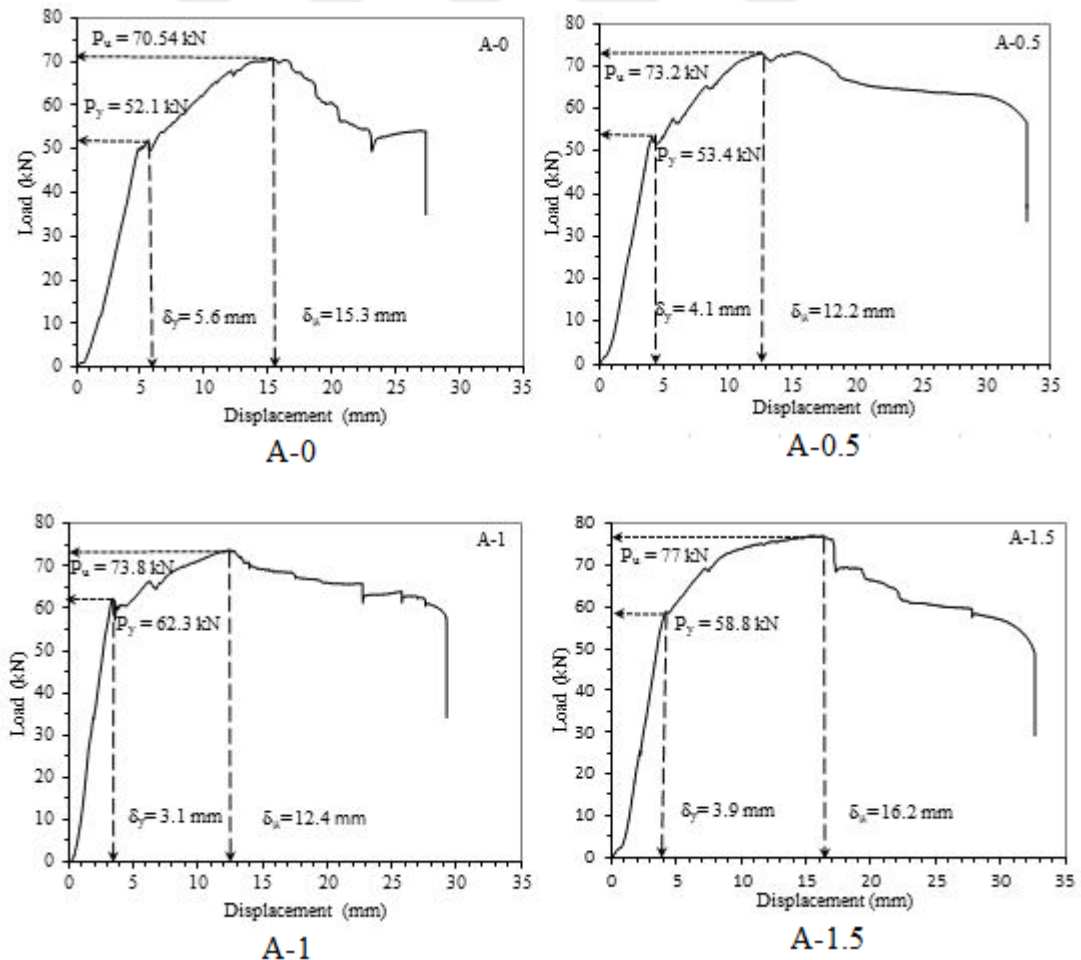 80
70
60
50
40
30
20
10
0
Load (kN)
Pu = 70.54 kN
A-0
Py = 52.1 kN
δy= 5.6 mm
δu=15.3 mm
0 5 10 15 20 25 30 35
Displacement (mm)
A-0
80
70
60
50
40
30
20
10
0
Load (kN)
A-0.5
Pu = 73.2 kN
Py = 53.4 kN
δy= 4.1 mm
δu=12.2 mm
0 5 10 15 20 25 30 35
Displacement (mm)
A-0.5
80
70
60
50
40
30
20
10
0
Load (kN)
A-1
Pu = 73.8 kN
Py = 62.3 kN
δy= 3.1 mm
δu=12.4 mm
0 5 10 15 20 25 30 35
Displacement (mm)
A-1
80
70
60
50
40
30
20
10
0
Load (kN)
A-1.5
Pu = 77 kN
Py = 58.8 kN
δy= 3.9 mm
δu=16.2 mm
0 5 10 15 20 25 30 35
Displacement (mm)
A-1.5